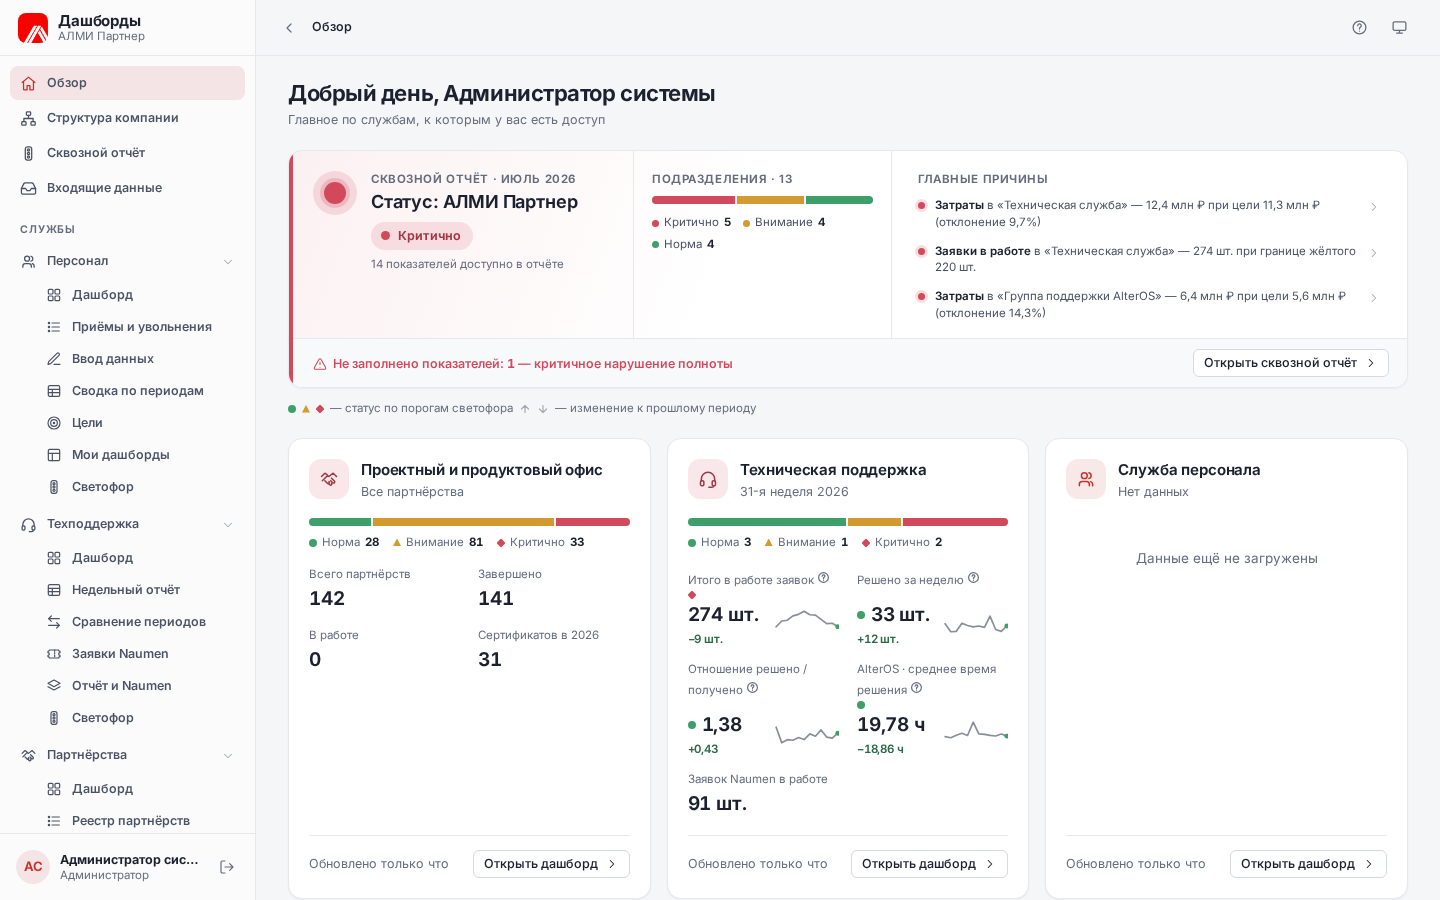 Дашборды
АЛМИ Партнер
Обзор
Структура компании
Сквозной отчёт
Входящие данные
СЛУЖБЫ
Персонал
Дашборд
Приёмы и увольнения
Ввод данных
Сводка по периодам
Цели
Мои дашборды
Светофор
Техподдержка
Дашборд
Недельный отчёт
Сравнение периодов
Заявки Naumen
Отчёт и Naumen
Светофор
Партнёрства
Дашборд
Реестр партнёрств
АС
Администратор сис...
Администратор
Обзор
Добрый день, Администратор системы
Главное по службам, к которым у вас есть доступ
СКВОЗНОЙ ОТЧЁТ · ИЮЛЬ 2026
Статус: АЛМИ Партнер
Критично
14 показателей доступно в отчёте
ПОДРАЗДЕЛЕНИЯ · 13
Критично 5 Внимание 4
Норма 4
ГЛАВНЫЕ ПРИЧИНЫ
Затраты в «Техническая служба» — 12,4 млн ₽ при цели 11,3 млн ₽
(отклонение 9,7%)
Заявки в работе в «Техническая служба» — 274 шт. при границе жёлтого
220 шт.
Затраты в «Группа поддержки AlterOS» — 6,4 млн ₽ при цели 5,6 млн ₽
(отклонение 14,3%)
Не заполнено показателей: 1 — критичное нарушение полноты
Открыть сквозной отчёт
— статус по порогам светофора ↑ ↓ — изменение к прошлому периоду
Проектный и продуктовый офис
Все партнёрства
Норма 28 Внимание 81 Критично 33
Всего партнёрств Завершено
142 141
В работе Сертификатов в 2026
0 31
Обновлено только что Открыть дашборд
Техническая поддержка
31-я неделя 2026
Норма 3 Внимание 1 Критично 2
Итого в работе заявок Решено за неделю
274 шт. 33 шт.
−9 шт. +12 шт.
Отношение решено / AlterOS · среднее время
получено решения
1,38 19,78 ч
+0,43 −18,86 ч
Заявок Naumen в работе
91 шт.
Обновлено только что Открыть дашборд
Служба персонала
Нет данных
Данные ещё не загружены
Обновлено только что Открыть дашборд